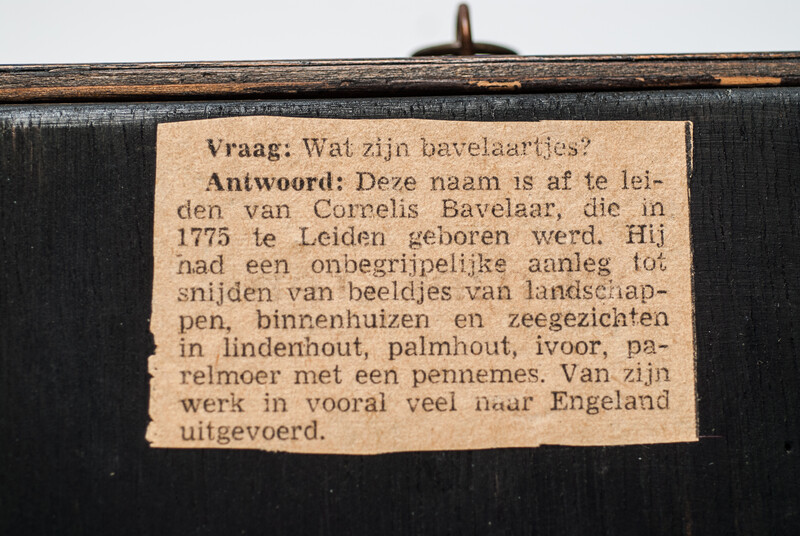 Vraag: Wat zijn bavelaartjes?
Antwoord: Deze naam is af te lei-
den van Cornelis Bavelaar, die in
1775 te Leiden geboren werd. Hij
had een onbegrijpelijke aanleg tot
snijden van beeldjes van landschap-
pen, binnenhuizen en zeegezichten
in lindenhout, palmhout, ivoor, pa-
relmoer met een pennemes. Van zijn
werk in vooral veel naar Engeland
uitgevoerd.